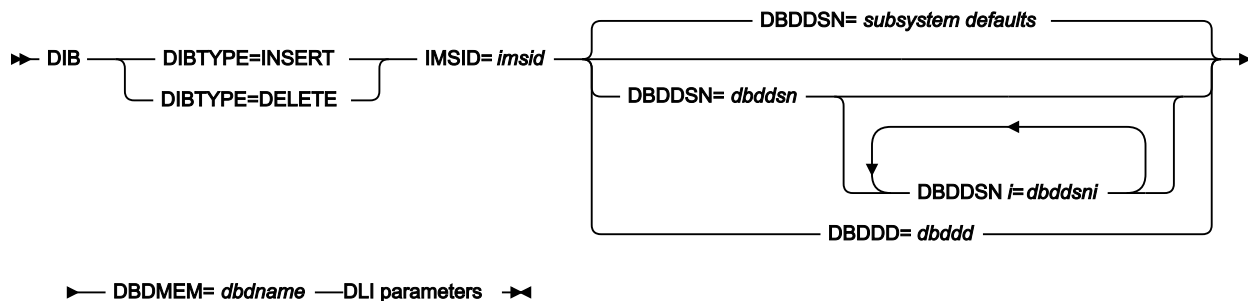 DBDDSN= subsystem defaults
DIB DIBTYPE=INSERT IMSID= imsid
DIBTYPE=DELETE DBDDSN= dbddsn
DBDDSN i=dbddsni
DBDDD= dbddd
DBDMEM= dbdname DLI parameters